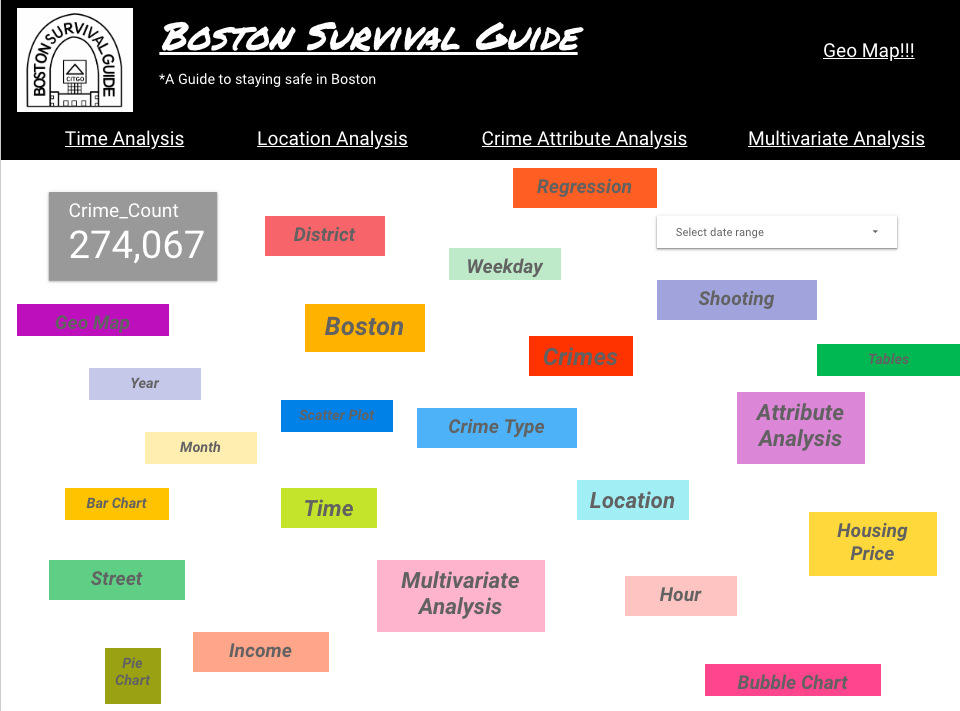 BOSTON SURVIVAL GUIDE
CITGO
Boston Survival Guide
*A Guide to staying safe in Boston
Geo Map!!!
Time Analysis
Location Analysis
Crime Attribute Analysis
Multivariate Analysis
Regression
Crime_Count
274,067
District
Select date range
Weekday
Shooting
Geo Map
Boston
Crimes
Tables
Year
Scatter Plot
Crime Type
Attribute
Analysis
Month
Bar Chart
Time
Location
Housing
Price
Street
Multivariate
Analysis
Hour
Income
Pie
Chart
Bubble Chart